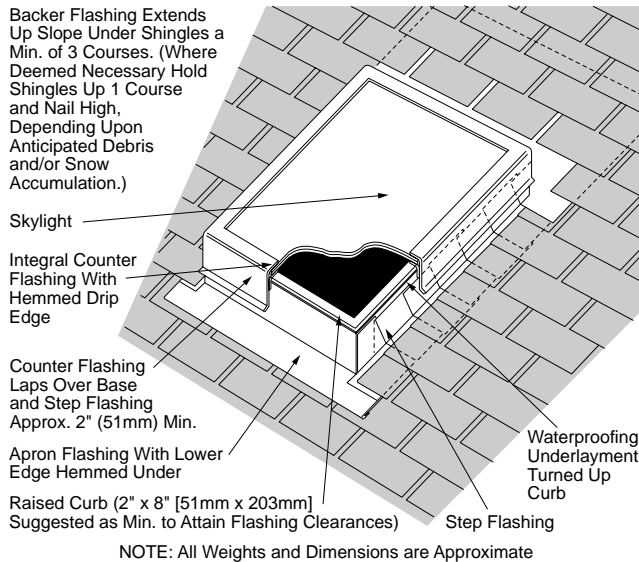 Backer Flashing Extends
Up Slope Under Shingles a
Min. of 3 Courses. (Where
Deemed Necessary Hold
Shingles Up 1 Course
and Nail High,
Depending Upon
Anticipated Debris
and/or Snow
Accumulation.)
Skylight
Integral Counter
Flashing With
Hemmed Drip
Edge
Counter Flashing
Laps Over Base
and Step Flashing
Approx. 2" (51mm) Min.
Apron Flashing With Lower
Edge Hemmed Under
Raised Curb (2" x 8" [51mm x 203mm]
Suggested as Min. to Attain Flashing Clearances)
Waterproofing
Underlayment
Turned Up
Curb
Step Flashing
NOTE: All Weights and Dimensions are Approximate